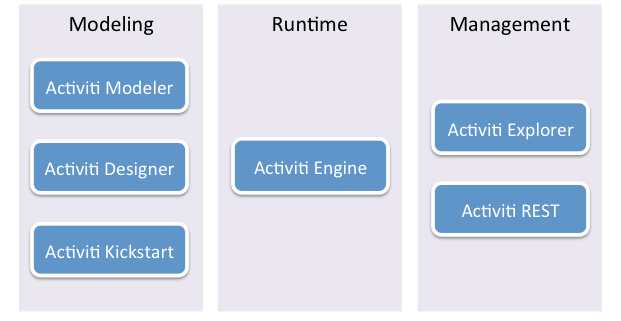 Modeling
Activiti Modeler
Activiti Designer
Activiti Kickstart
Runtime
Activiti Engine
Management
Activiti Explorer
Activiti REST